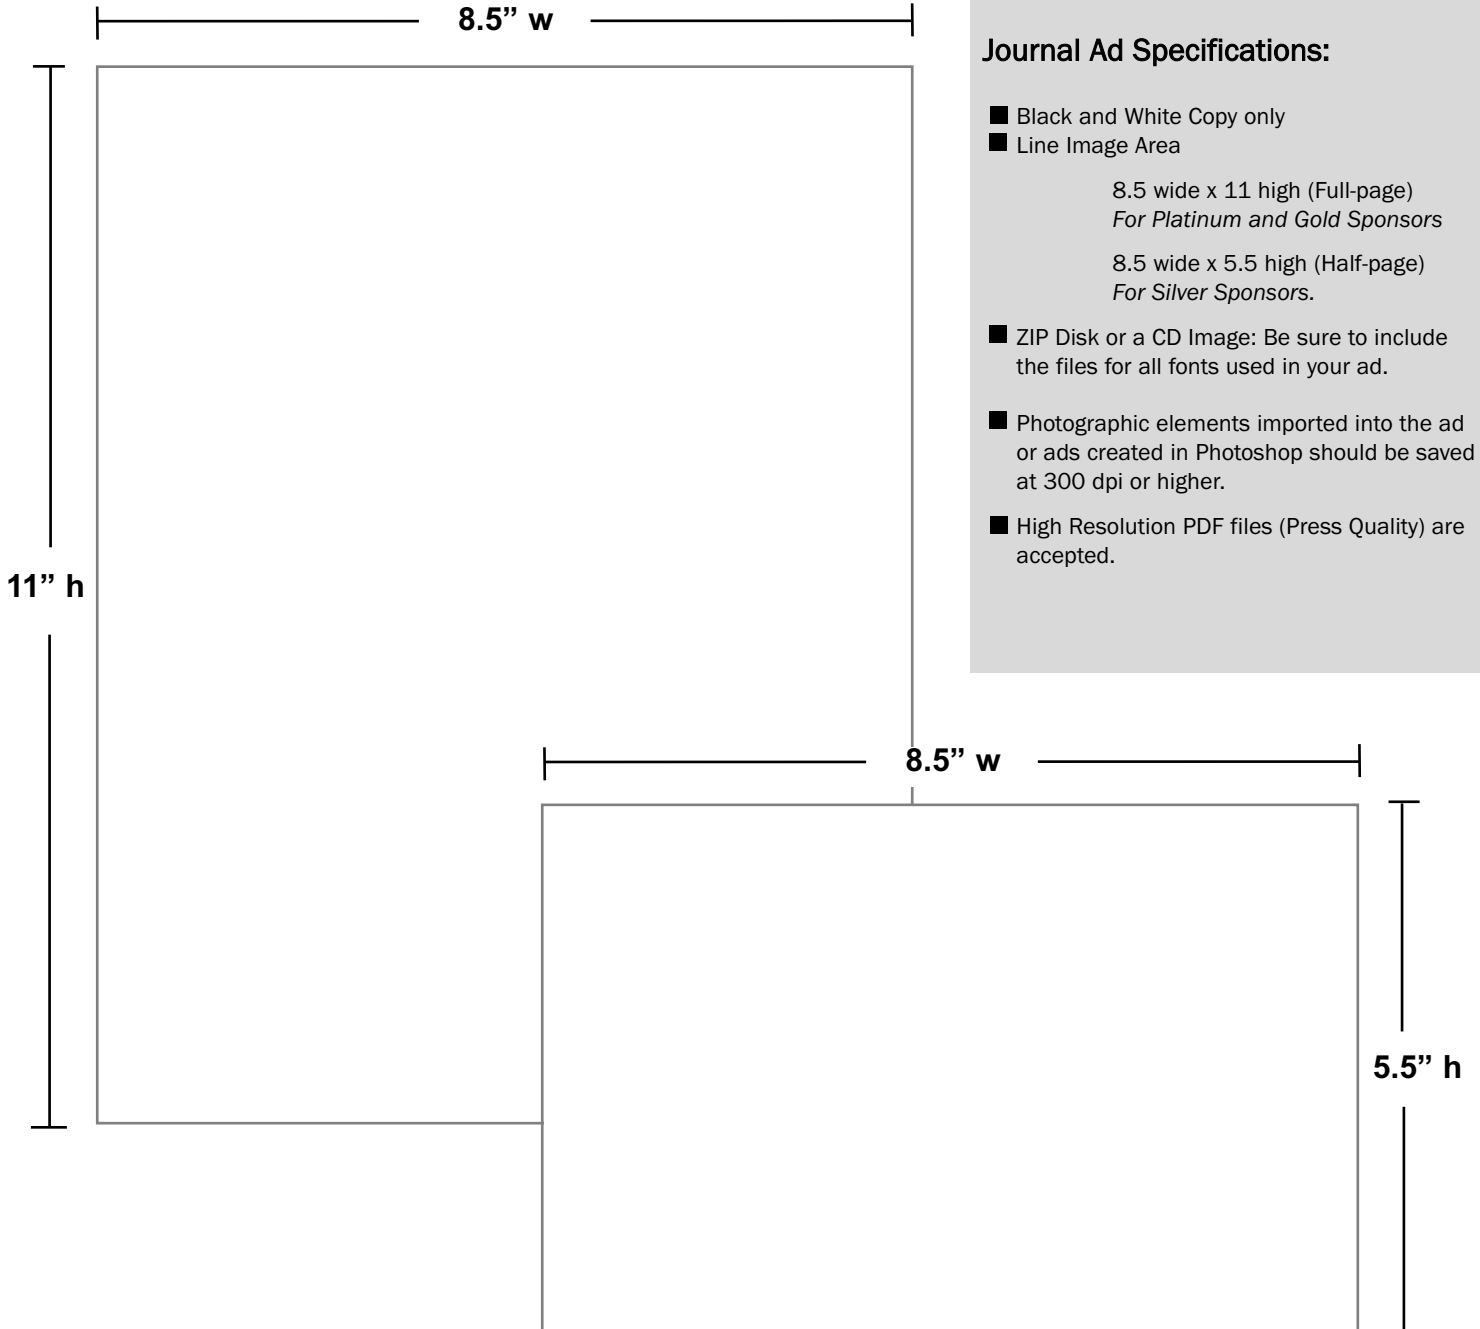 8.5” w
Journal Ad Specifications:
Black and White Copy only
Line Image Area
8.5 wide x 11 high (Full-page)
For Platinum and Gold Sponsors
8.5 wide x 5.5 high (Half-page)
For Silver Sponsors.
ZIP Disk or a CD Image: Be sure to include
the files for all fonts used in your ad.
Photographic elements imported into the ad
or ads created in Photoshop should be saved
at 300 dpi or higher.
High Resolution PDF files (Press Quality) are
accepted.
11” h
8.5” w
5.5” h